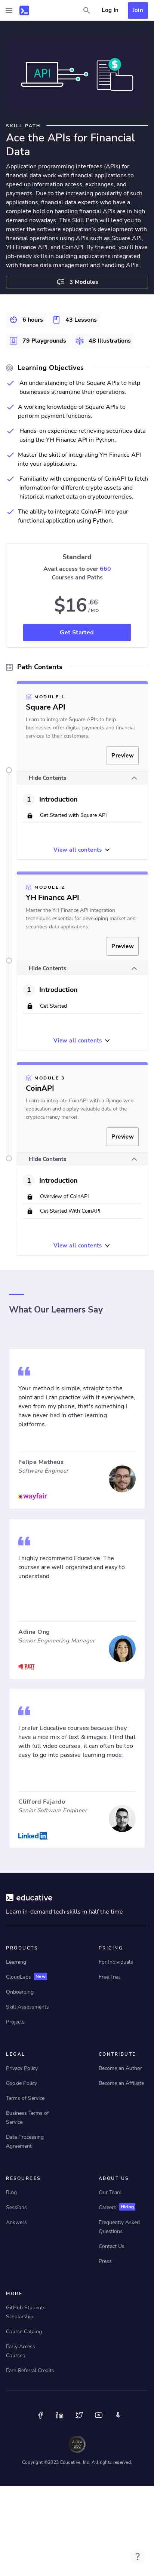 Log In
Join
{APIs}
$
SKILL PATH
Ace the APIs for Financial
Data
Application programming interfaces (APIs) for
financial data work with financial applications to
speed up information access, exchanges, and
payments. Due to the increasing popularity of such
applications, financial data experts who have a
complete hold on handling financial APIs are in high
demand nowadays. This Skill Path will lead you to
master the software application's development with
financial operations using APIs such as Square API,
YH Finance API, and CoinAPI. By the end, you'll have
job-ready skills in isolating applications integrated
with finance data management and handling APIs.
3 Modules
6 hours
43 Lessons
79 Playgrounds
48 Illustrations
Learning Objectives
An understanding of the Square APIs to help
businesses streamline their operations.
A working knowledge of Square APIs to
perform payment functions.
Hands-on experience retrieving securities data
using the YH Finance API in Python.
Master the skill of integrating YH Finance API
into your applications.
Familiarity with components of CoinAPI to fetch
information for different crypto assets and
historical market data on cryptocurrencies.
The ability to integrate CoinAPI into your
functional application using Python.
Standard
Avail access to over 660
Courses and Paths
$16 .66
/ MO
Get Started
Path Contents
MODULE 1
Square API
Learn to integrate Square APIs to help
businesses offer digital payments and financial
services to their customers.
Preview
Hide Contents
1 Introduction
Get Started with Square API
View all contents
MODULE 2
YH Finance API
Master the YH Finance API integration
techniques essential for developing market and
securities data applications.
Preview
Hide Contents
1 Introduction
Get Started
View all contents
MODULE 3
CoinAPI
Learn to integrate CoinAPI with a Django web
application and display valuable data of the
cryptocurrency market.
Preview
Hide Contents
1 Introduction
Overview of CoinAPI
Get Started With CoinAPI
View all contents
What Our Learners Say
Your method is simple, straight to the
point and I can practice with it everywhere,
even from my phone, that's something I
have never had in other learning
platforms.
Felipe Matheus
Software Engineer
wayfair
I highly recommend Educative. The
courses are well organized and easy to
understand.
Adina Ong
Senior Engineering Manager
I prefer Educative courses because they
have a nice mix of text & images. I find that
with full video courses, it can often be too
easy to go into passive learning mode.
Clifford Fajardo
Senior Software Engineer
LinkedIn
educative
Learn in-demand tech skills in half the time
PRODUCTS
Learning
CloudLabs New
Onboarding
Skill Assessments
Projects
PRICING
For Individuals
Free Trial
LEGAL
Privacy Policy
Cookie Policy
Terms of Service
Business Terms of
Service
Data Processing
Agreement
CONTRIBUTE
Become an Author
Become an Affiliate
RESOURCES
Blog
Sessions
Answers
ABOUT US
Our Team
Careers Hiring
Frequently Asked
Questions
Contact Us
Press
MORE
GitHub Students
Scholarship
Course Catalog
Early Access
Courses
Earn Referral Credits
Copyright ©2023 Educative, Inc. All rights reserved.
?